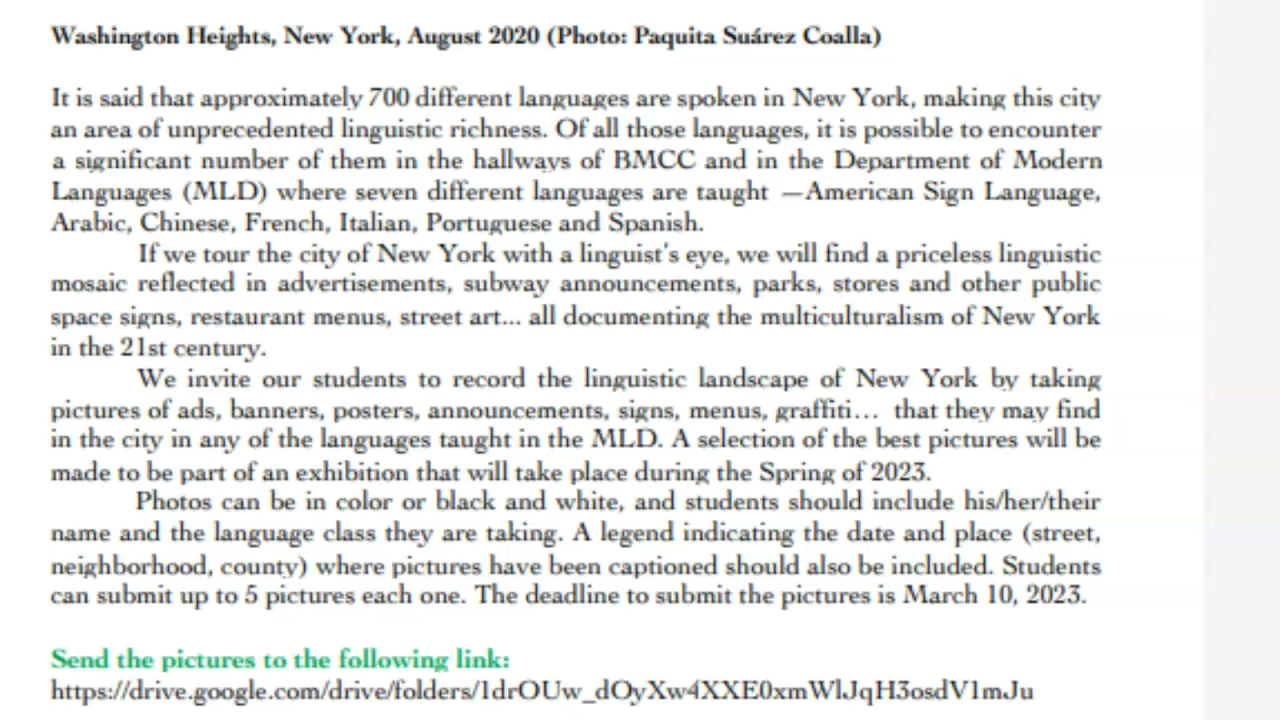 Washington Heights, New York, August 2020 (Photo: Paquita Suárez Coalla)
It is said that approximately 700 different languages are spoken in New York, making this city
an area of unprecedented linguistic richness. Of all those languages, it is possible to encounter
a significant number of them in the hallways of BMCC and in the Department of Modern
Languages (MLD) where seven different languages are taught —American Sign Language,
Arabic, Chinese, French, Italian, Portuguese and Spanish.
If we tour the city of New York with a linguist's eye, we will find a priceless linguistic
mosaic reflected in advertisements, subway announcements, parks, stores and other public
space signs, restaurant menus, street art... all documenting the multiculturalism of New York
in the 21st century.
We invite our students to record the linguistic landscape of New York by taking
pictures of ads, banners, posters, announcements, signs, menus, graffiti… that they may find
in the city in any of the languages taught in the MLD. A selection of the best pictures will be
made to be part of an exhibition that will take place during the Spring of 2023.
Photos can be in color or black and white, and students should include his/her/their
name and the language class they are taking. A legend indicating the date and place (street,
neighborhood, county) where pictures have been captioned should also be included. Students
can submit up to 5 pictures each one. The deadline to submit the pictures is March 10, 2023.
Send the pictures to the following link:
https://drive.google.com/drive/folders/1drOUw_dOyXw4XXE0xmWlJqH3osdV1mJu